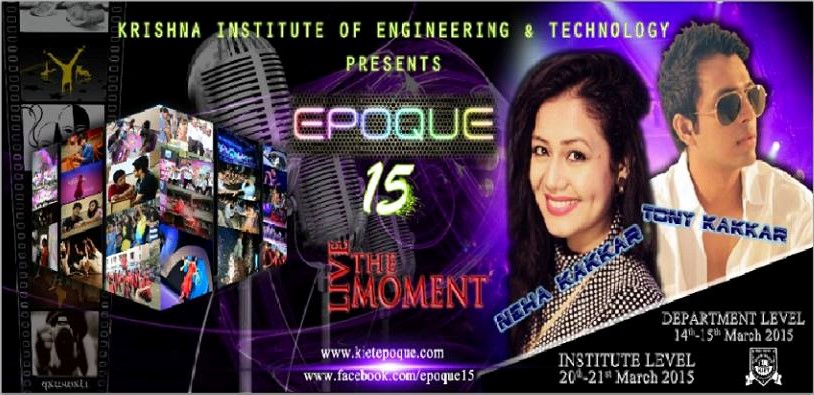 KRISHNA INSTITUTE OF ENGINEERING & TECHNOLOGY
PRESENTS
EPOQUE
15
LIVE
THE
MOMENT
NEHA KAKKAR
TONY KAKKAR
www.kietepoque.com
www.facebook.com/epoque15
DEPARTMENT LEVEL
14th-15th March 2015
INSTITUTE LEVEL
20th-21st March 2015